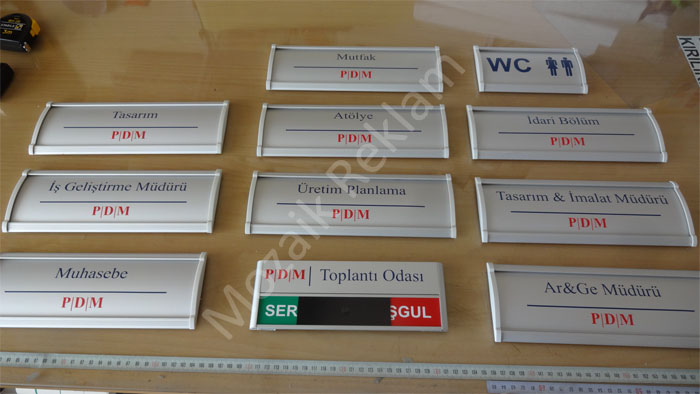 Mutfak
P|D|M
WC
Tasarım
P|D|M
Atölye
P|D|M
İdari Bölüm
P|D|M
İş Geliştirme Müdürü
P|D|M
Üretim Planlama
P|D|M
Tasarım & İmalat Müdürü
P|D|M
Muhasebe
P|D|M
P|D|M Toplantı Odası
SER ŞGUL
Ar&Ge Müdürü
P|D|M
Mozaik Reklam